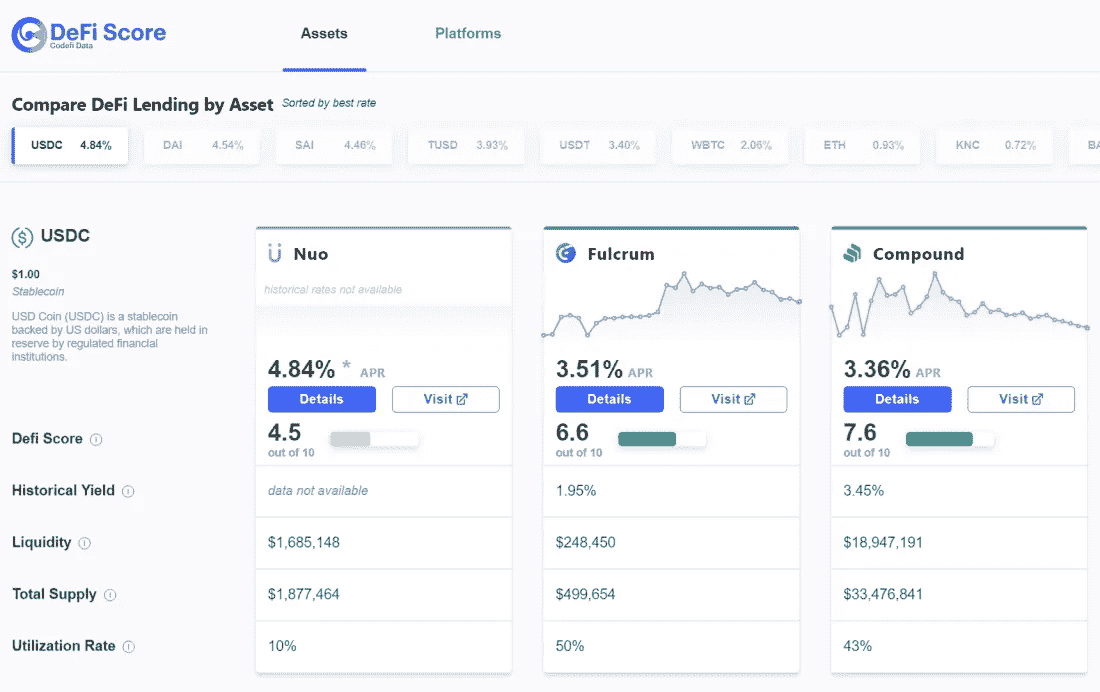 DeFi Score
Codefi Data
Assets
Platforms
Compare DeFi Lending by Asset
Sorted by best rate
USDC 4.84%
DAI 4.54%
SAI 4.46%
TUSD 3.93%
USDT 3.40%
WBTC 2.06%
ETH 0.93%
KNC 0.72%
BA
USDC
$1.00
Stablecoin
USD Coin (USDC) is a stablecoin
backed by US dollars, which are held in
reserve by regulated financial
institutions.
Nuo
Fulcrum
Compound
historical rates not available
4.84% * APR
3.51% APR
3.36% APR
Details
Visit
Details
Visit
Details
Visit
Defi Score
4.5
out of 10
6.6
out of 10
7.6
out of 10
Historical Yield
data not available
1.95%
3.45%
Liquidity
$1,685,148
$248,450
$18,947,191
Total Supply
$1,877,464
$499,654
$33,476,841
Utilization Rate
10%
50%
43%